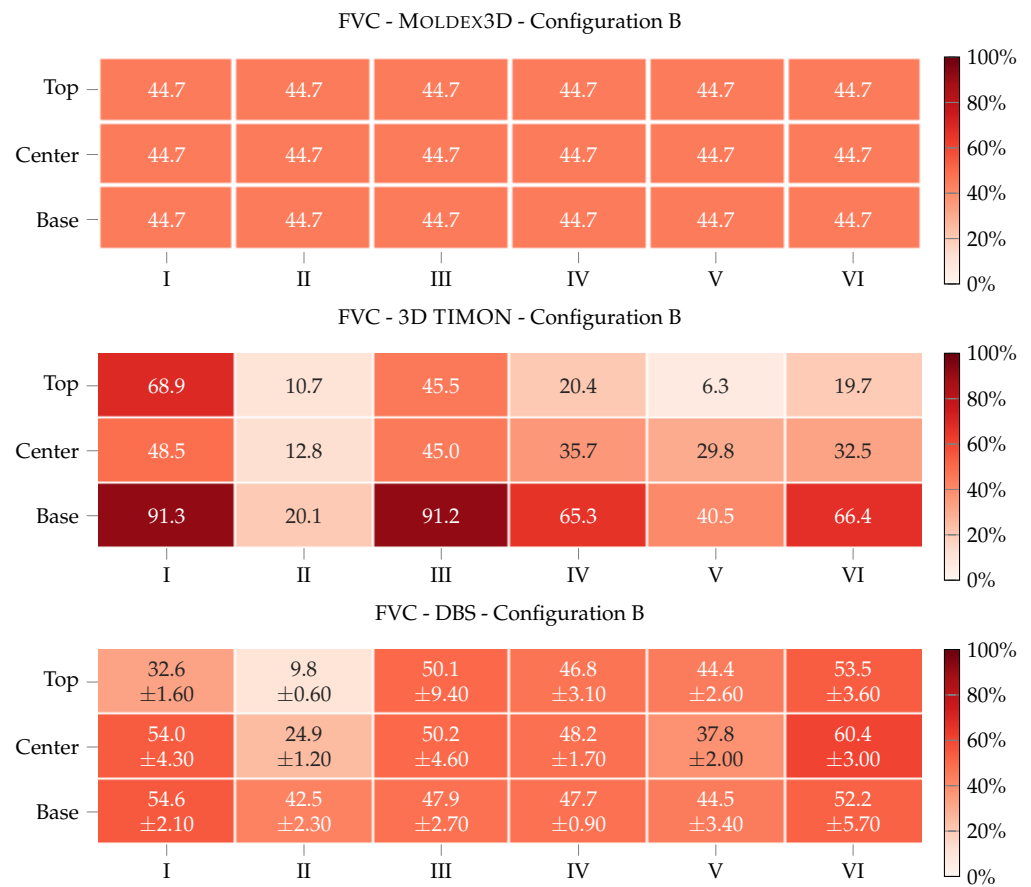 FVC - MOLDEX3D - Configuration B
Top 44.7 44.7 44.7 44.7 44.7 44.7
Center 44.7 44.7 44.7 44.7 44.7 44.7
Base 44.7 44.7 44.7 44.7 44.7 44.7
I II III IV V VI
100%
80%
60%
40%
20%
0%
FVC - 3D TIMON - Configuration B
Top 68.9 10.7 45.5 20.4 6.3 19.7
Center 48.5 12.8 45.0 35.7 29.8 32.5
Base 91.3 20.1 91.2 65.3 40.5 66.4
I II III IV V VI
100%
80%
60%
40%
20%
0%
FVC - DBS - Configuration B
Top
32.6 9.8 50.1 46.8 44.4 53.5
±1.60 ±0.60 ±9.40 ±3.10 ±2.60 ±3.60
Center
54.0 24.9 50.2 48.2 37.8 60.4
±4.30 ±1.20 ±4.60 ±1.70 ±2.00 ±3.00
Base
54.6 42.5 47.9 47.7 44.5 52.2
±2.10 ±2.30 ±2.70 ±0.90 ±3.40 ±5.70
I II III IV V VI
100%
80%
60%
40%
20%
0%